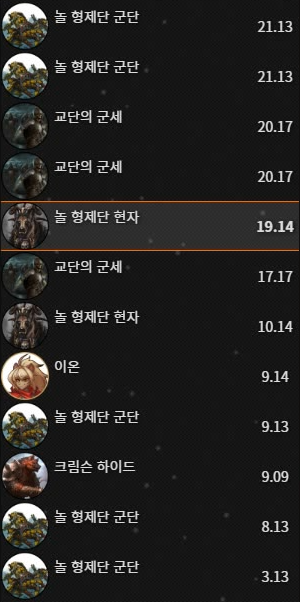 놀 형제단 군단
21.13
놀 형제단 군단
21.13
교단의 군세
20.17
교단의 군세
20.17
놀 형제단 현자
19.14
교단의 군세
17.17
놀 형제단 현자
10.14
이온
9.14
놀 형제단 군단
9.13
크림슨 하이드
9.09
놀 형제단 군단
8.13
놀 형제단 군단
3.13